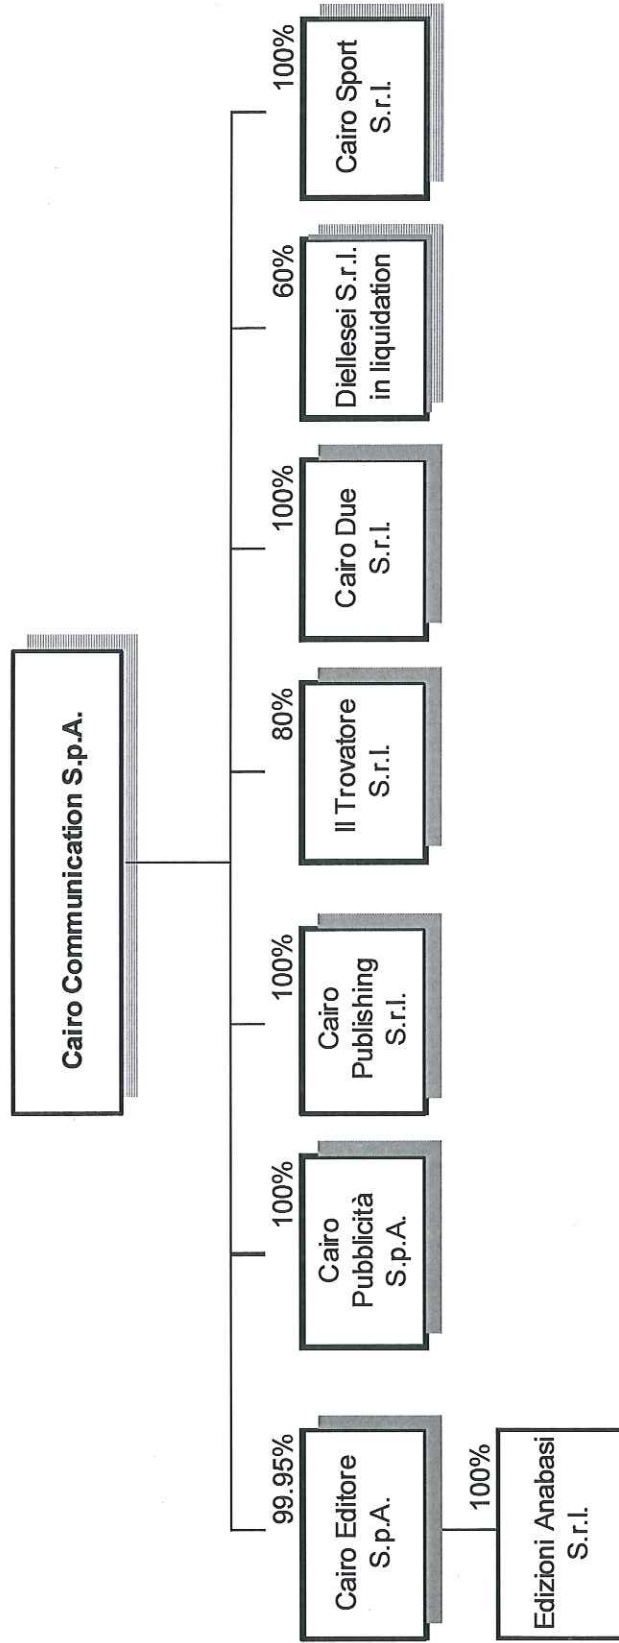 Cairo Communication S.p.A.
99.95%
Cairo Editore
S.p.A.
100%
Edizioni Anabasi
S.r.l.
100%
Cairo
Pubblicità
S.p.A.
100%
Cairo
Publishing
S.r.l.
80%
Il Trovatore
S.r.l.
100%
Cairo Due
S.r.l.
60%
Diellesei S.r.l.
in liquidation
100%
Cairo Sport
S.r.l.